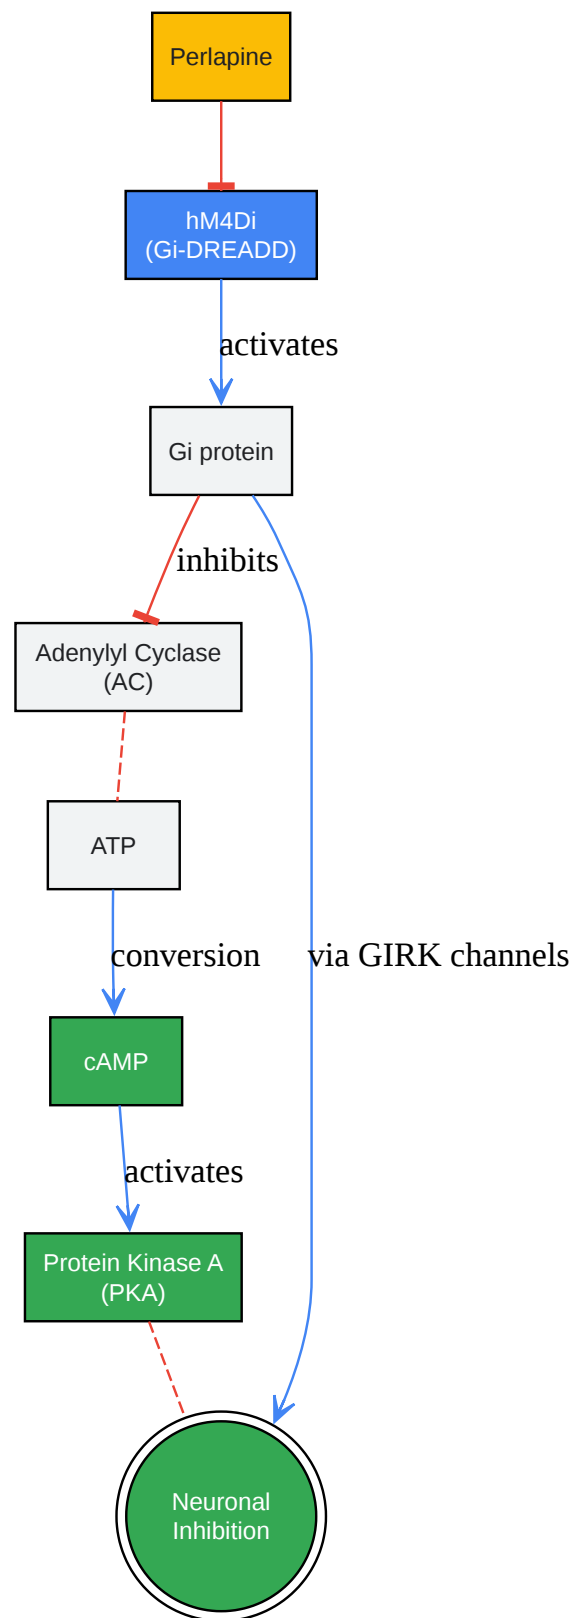 Perlapine
hM4Di
(Gi-DREADD)
activates
Gi protein
inhibits
Adenylyl Cyclase
(AC)
ATP
conversion
via GIRK channels
cAMP
activates
Protein Kinase A
(PKA)
Neuronal
Inhibition